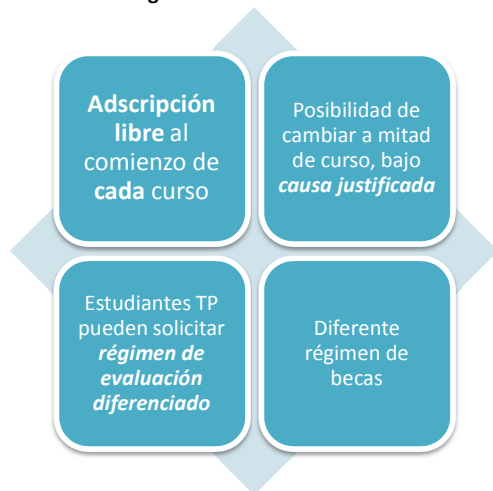 Adscripción
libre al
comienzo de
cada curso
Posibilidad de
cambiar a mitad
de curso, bajo
causa justificada
Estudiantes TP
pueden solicitar
régimen de
evaluación
diferenciado
Diferente
régimen de
becas